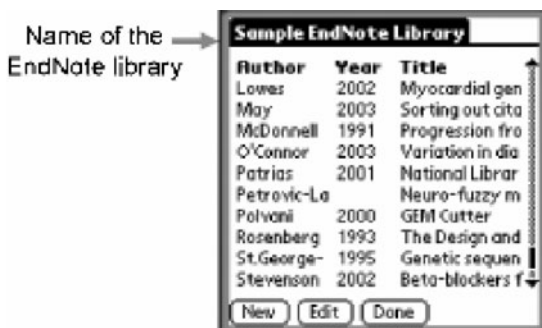 Name of the
EndNote library
Sample EndNote Library
Author Year Title
Lowes 2002 Myocardial gen
May 2003 Sorting out cita
McDonnell 1991 Progression fro
O'Connor 2003 Variation in dia
Patrias 2001 National Librar
Petrovic-La Neuro-fuzzy m
Polvani 2000 GEM Cutter
Rosenberg 1993 The Design and
St.George- 1995 Genetic sequen
Stevenson 2002 Beta-blockers f
New Edit Done